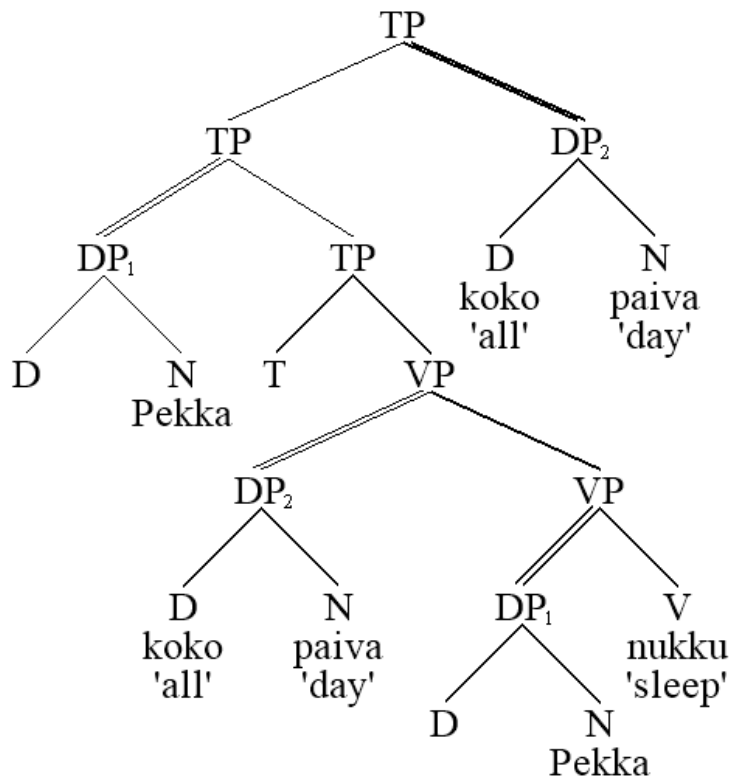 TP
TP DP₂
DP₁ TP D N
koko paiva
'all' 'day'
D N T VP
Pekka
DP₂ VP
D N DP₁ V
koko paiva nukku
'all' 'day' 'sleep'
D N
Pekka